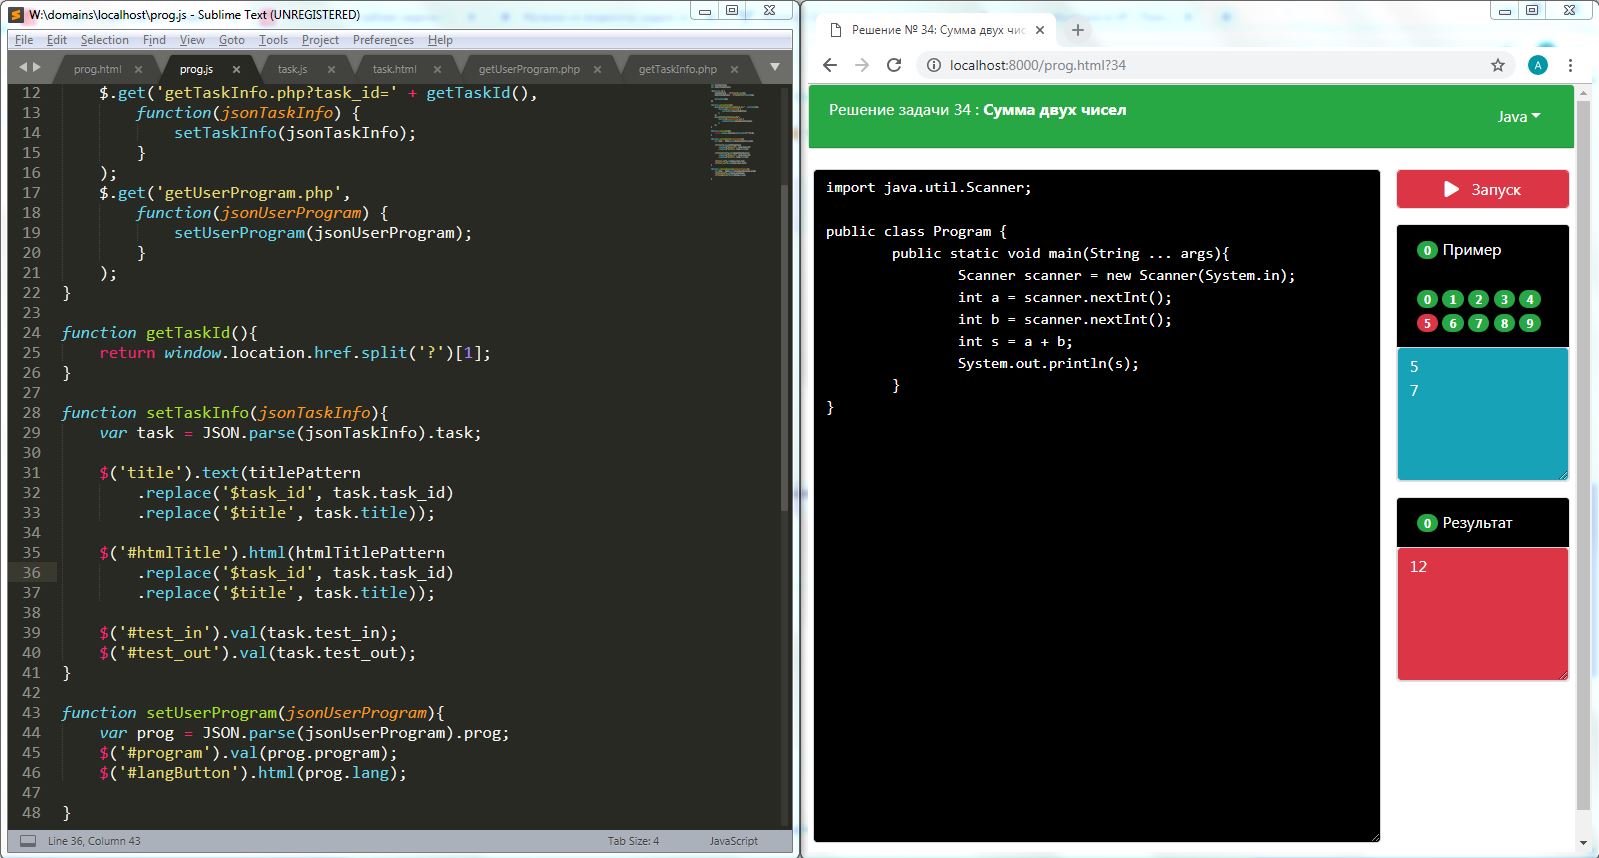 W:\domains\localhost\prog.js - Sublime Text (UNREGISTERED)
File Edit Selection Find View Goto Tools Project Preferences Help
prog.html prog.js task.js task.html getUserProgram.php getTaskInfo.php
12 $.get('getTaskInfo.php?task_id=' + getTaskId(),
13 function(jsonTaskInfo) {
14 setTaskInfo(jsonTaskInfo);
15 }
16 );
17 $.get('getUserProgram.php',
18 function(jsonUserProgram) {
19 setUserProgram(jsonUserProgram);
20 }
21 );
22 }
23
24 function getTaskId(){
25 return window.location.href.split('?')[1];
26 }
27
28 function setTaskInfo(jsonTaskInfo){
29 var task = JSON.parse(jsonTaskInfo).task;
30
31 $('title').text(titlePattern
32 .replace('$task_id', task.task_id)
33 .replace('$title', task.title));
34
35 $('#htmlTitle').html(htmlTitlePattern
36 .replace('$task_id', task.task_id)
37 .replace('$title', task.title));
38
39 $('#test_in').val(task.test_in);
40 $('#test_out').val(task.test_out);
41 }
42
43 function setUserProgram(jsonUserProgram){
44 var prog = JSON.parse(jsonUserProgram).prog;
45 $('#program').val(prog.program);
46 $('#langButton').html(prog.lang);
47
48 }
Line 36, Column 43 Tab Size: 4 JavaScript
Решение № 34: Сумма двух чис
localhost:8000/prog.html?34 A
Решение задачи 34 : Сумма двух чисел
Java
import java.util.Scanner;
public class Program {
public static void main(String ... args){
Scanner scanner = new Scanner(System.in);
int a = scanner.nextInt();
int b = scanner.nextInt();
int s = a + b;
System.out.println(s);
}
}
Запуск
0 Пример
0 1 2 3 4
5 6 7 8 9
5
7
0 Результат
12